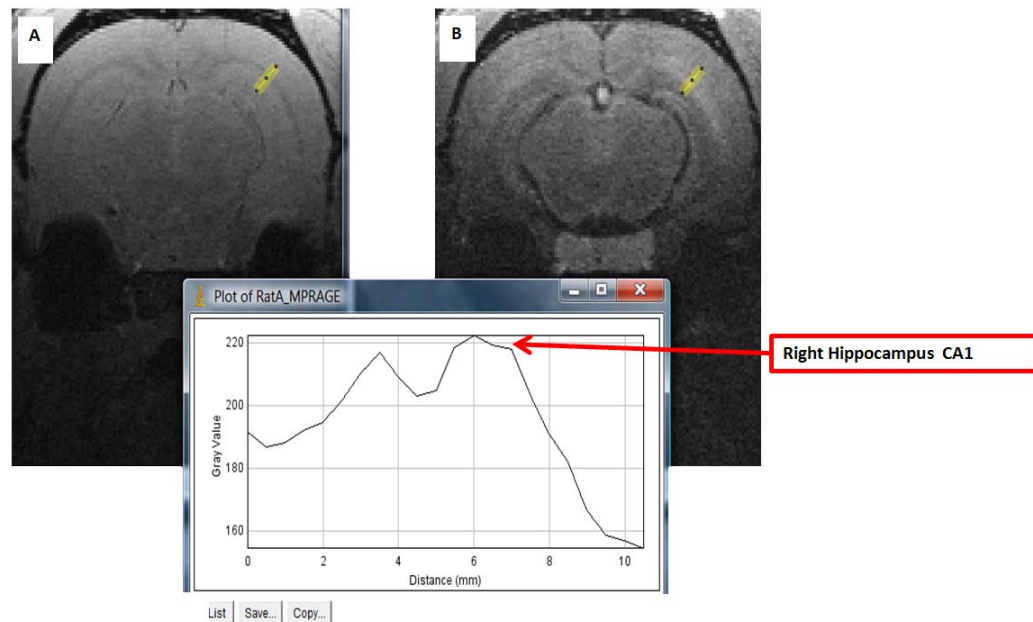 A
B
Plot of RatA_MPRAGE
Right Hippocampus CA1
220
200
180
160
Gray Value
0 2 4 6 8 10
Distance (mm)
List Save... Copy...